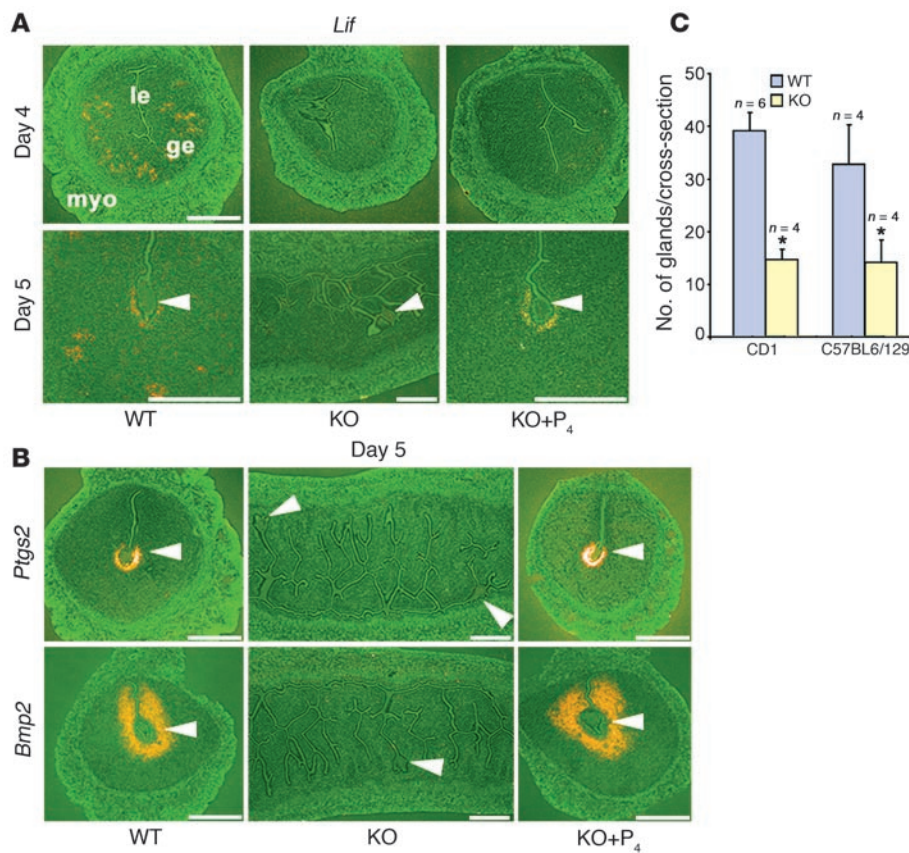 A
Lif
Day 4
le
ge
myo
Day 5
WT
KO
KO+P4
C
WT
KO
No. of glands/cross-section
50
40
30
20
10
0
n = 6
n = 4
*
n = 4
n = 4
*
CD1
C57BL6/129
B
Day 5
Ptgs2
Bmp2
WT
KO
KO+P4